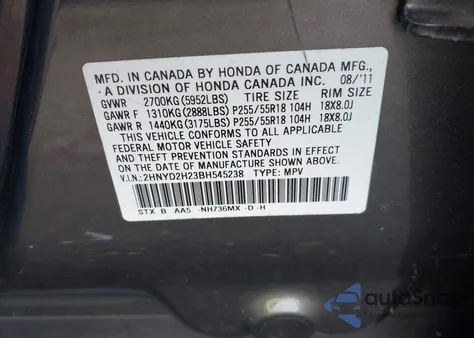 MFD. IN CANADA BY HONDA OF CANADA MFG.,
A DIVISION OF HONDA CANADA INC. 08/'11
GVWR 2700KG(5952LBS) TIRE SIZE RIM SIZE
GAWR F 1310KG(2888LBS) P255/55R18 104H 18X8.0J
GAWR R 1440KG(3175LBS) P255/55R18 104H 18X8.0J
THIS VEHICLE CONFORMS TO ALL APPLICABLE
FEDERAL MOTOR VEHICLE SAFETY AND
THEFT PREVENTION STANDARDS IN EFFECT ON
THE DATE OF MANUFACTURE SHOWN ABOVE.
V.I.N.:2HNYD2H23BH545238 TYPE: MPV
STX B AA5 -NH736MX -D -H